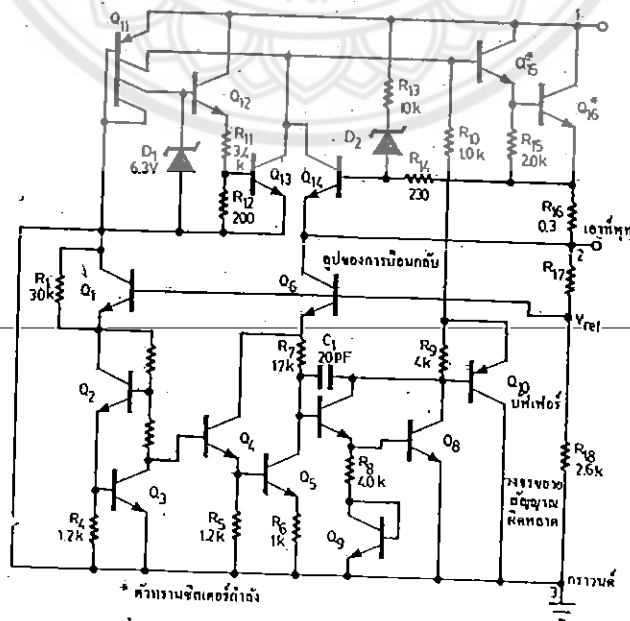 Q11
1
Q12
R13
10k
Q15*
Q16*
D1
6.3V
R11
3.4
k
D2
R10
1.0k
R15
2.0k
Q13
Q14
R14
230
R12
200
R16
0.3
เอาท์พุท
2
R1
30k
Q1
Q6
ลูปของการป้อนกลับ
R17
Vref
R7
17k
C1
20pF
R9
4k
Q10
บัฟเฟอร์
Q2
Q4
Q8
Q3
Q5
R8
4.0k
R18
2.6k
วงจรขยาย
สัญญาณ
ผิดพลาด
R4
1.2k
R5
1.2k
R6
1k
Q9
* ตัวทรานซิสเตอร์กำลัง
กราวนด์
3